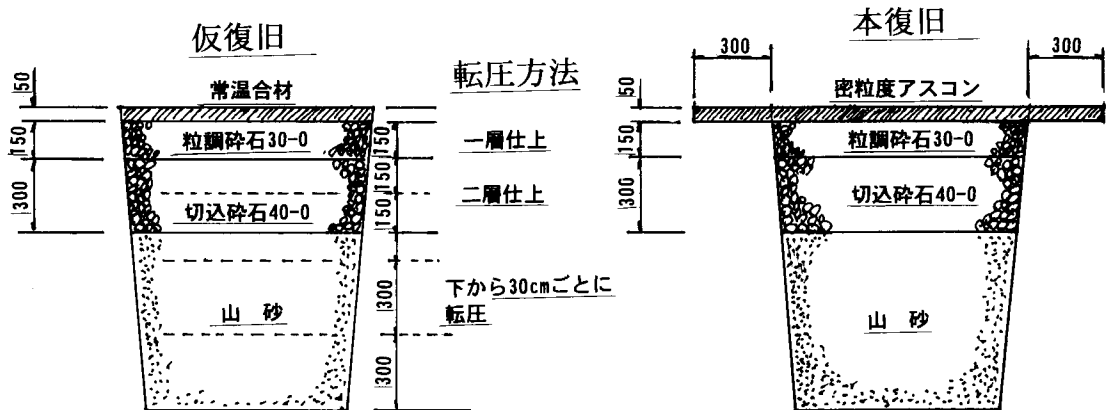 仮復旧
転圧方法
本復旧
50
150
300
常温合材
粒調砕石30-0
切込砕石40-0
山 砂
150
150
150
300
300
一層仕上
二層仕上
下から30cmごとに
転圧
300
300
50
150
300
密粒度アスコン
粒調砕石30-0
切込砕石40-0
山 砂